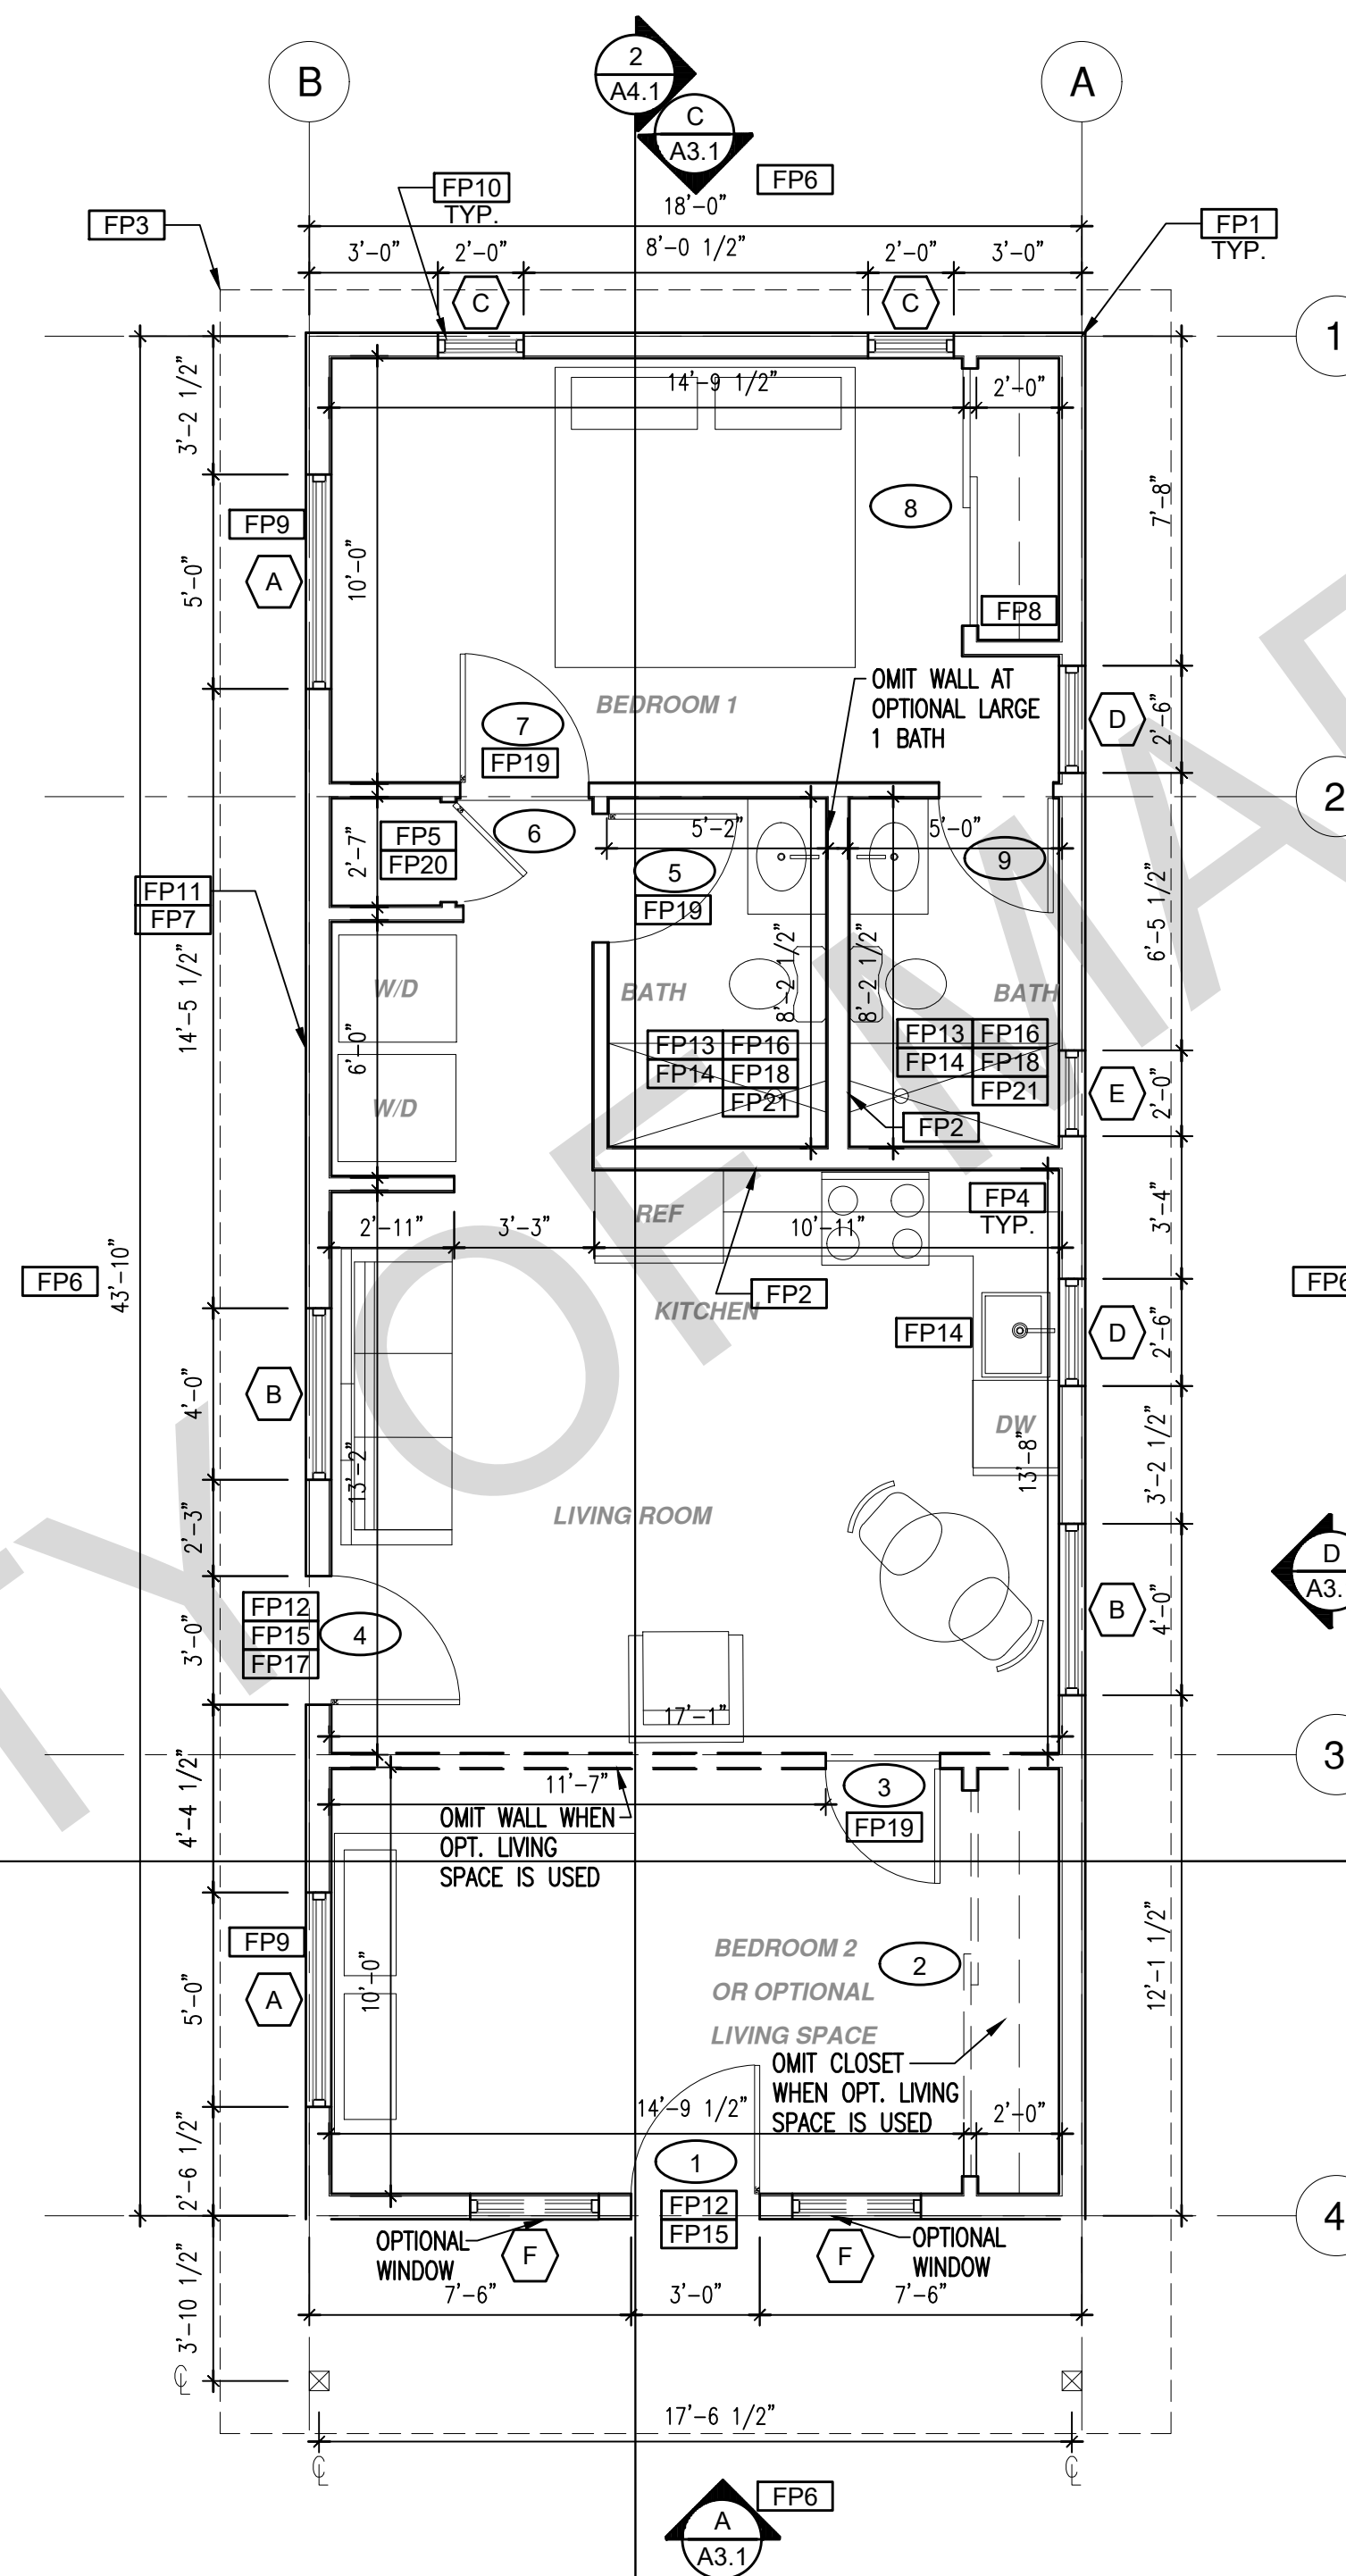 B
2
A4.1
C
A3.1
A
FP6
FP10
TYP.
18'-0"
FP3
FP1
TYP.
3'-0"
2'-0"
8'-0 1/2"
2'-0"
3'-0"
C
C
1
3'-2 1/2"
14'-9 1/2"
2'-0"
7'-8"
8
FP9
A
5'-0"
10'-0"
FP8
BEDROOM 1
OMIT WALL AT
OPTIONAL LARGE
1 BATH
7
FP19
D
2'-6"
2
6
2'-7"
FP5
FP20
5'-2"
5'-0"
5
FP19
9
FP11
FP7
14'-5 1/2"
6'-5 1/2"
W/D
BATH
8'-2 1/2"
8'-2 1/2"
BATH
6'-0"
FP13 FP16
FP14 FP18
FP21
FP13 FP16
FP14 FP18
FP21
E
2'-0"
W/D
FP2
REF
FP4
TYP.
3'-4"
2'-11"
3'-3"
10'-11"
FP6
43'-10"
FP2
KITCHEN
FP14
D
2'-6"
B
4'-0"
DW
13'-2"
13'-8"
3'-2 1/2"
LIVING ROOM
2'-3"
D
FP12
FP15
FP17
4
3'-0"
B
4'-0"
17'-1"
3
4'-4 1/2"
11'-7"
3
FP19
OMIT WALL WHEN
OPT. LIVING
SPACE IS USED
FP9
A
5'-0"
10'-0"
BEDROOM 2
OR OPTIONAL
LIVING SPACE
2
12'-1 1/2"
OMIT CLOSET
WHEN OPT. LIVING
SPACE IS USED
14'-9 1/2"
2'-0"
2'-6 1/2"
1
FP12
FP15
4
OPTIONAL
WINDOW
F
F
OPTIONAL
WINDOW
3'-10 1/2"
7'-6"
3'-0"
7'-6"
17'-6 1/2"
FP6
A
A3.1